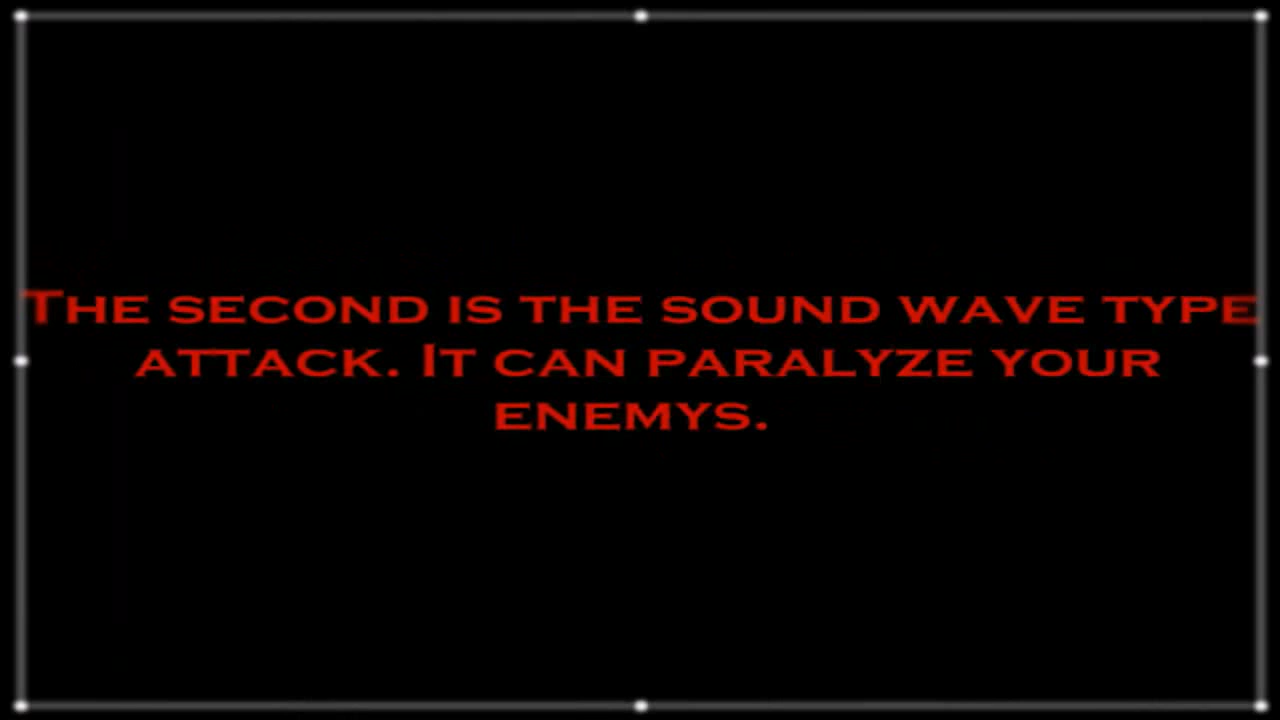 The second is the sound wave type
attack. It can paralyze your
enemys.